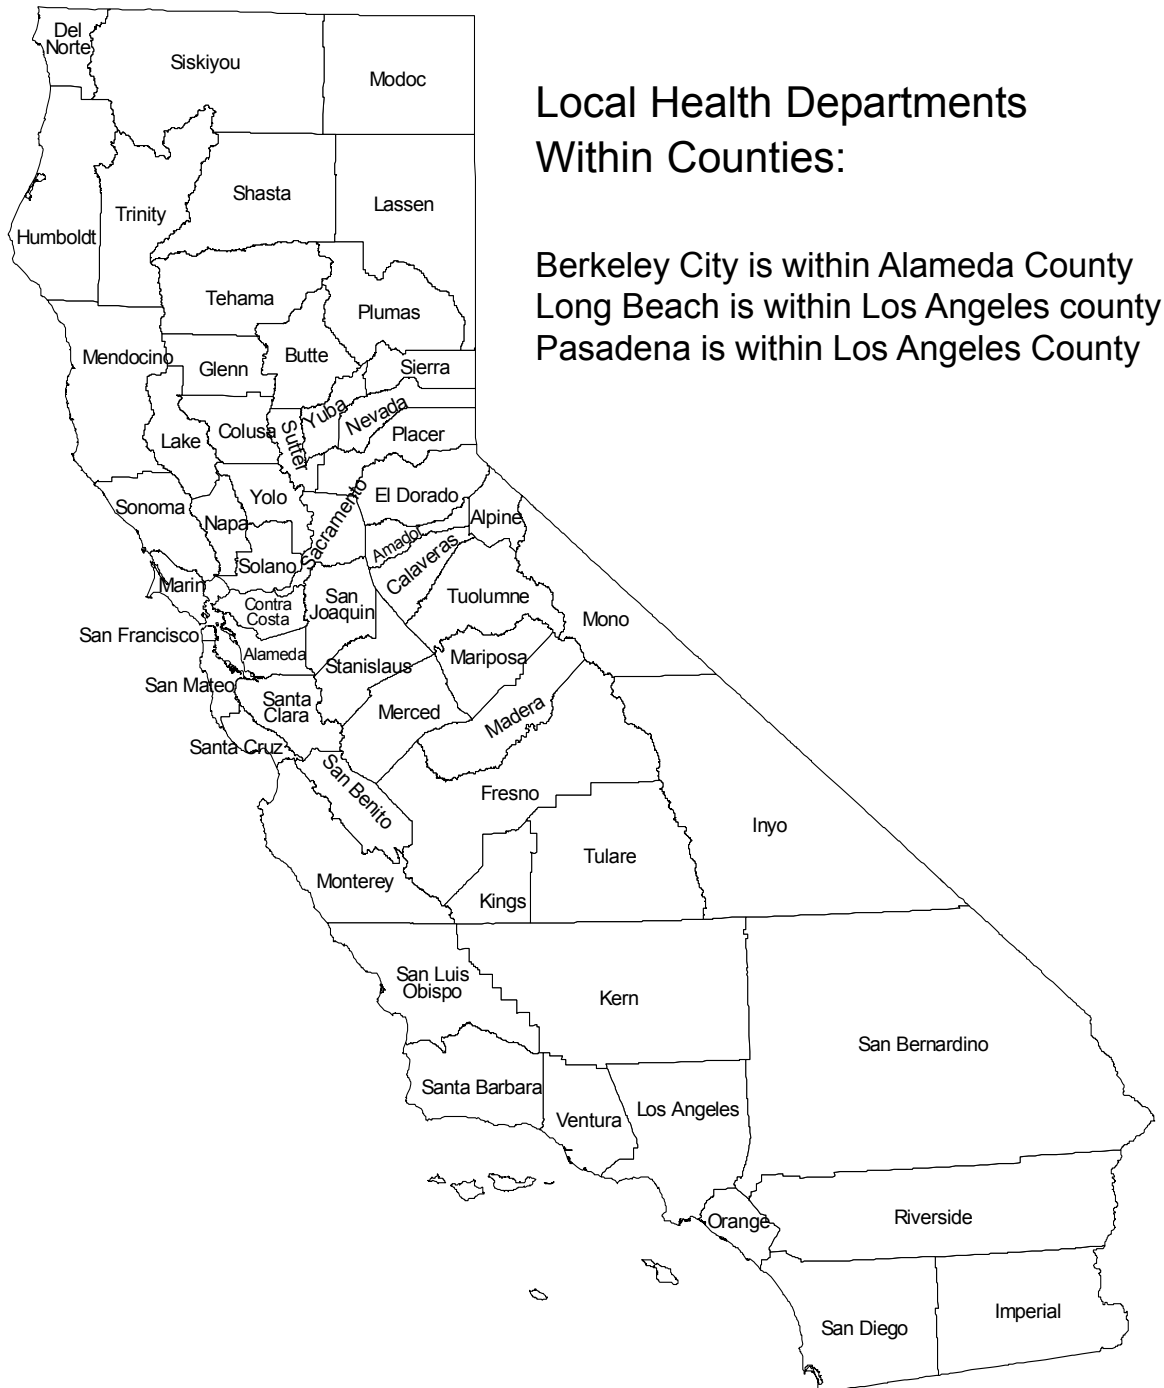 Del
Norte
Siskiyou
Modoc
Local Health Departments
Within Counties:
Shasta
Lassen
Trinity
Humboldt
Berkeley City is within Alameda County
Long Beach is within Los Angeles county
Pasadena is within Los Angeles County
Tehama
Plumas
Mendocino
Butte
Glenn
Sierra
Yuba
Nevada
Colusa
Sutter
Placer
Lake
El Dorado
Yolo
Sonoma
Napa
Sacramento
Alpine
Amador
Calaveras
Solano
Marin
Contra
Costa
San
Joaquin
Tuolumne
Mono
San Francisco
Alameda
Stanislaus
Mariposa
San Mateo
Santa
Clara
Merced
Madera
Santa Cruz
San Benito
Fresno
Inyo
Tulare
Monterey
Kings
San Luis
Obispo
Kern
San Bernardino
Santa Barbara
Ventura
Los Angeles
Orange
Riverside
San Diego
Imperial